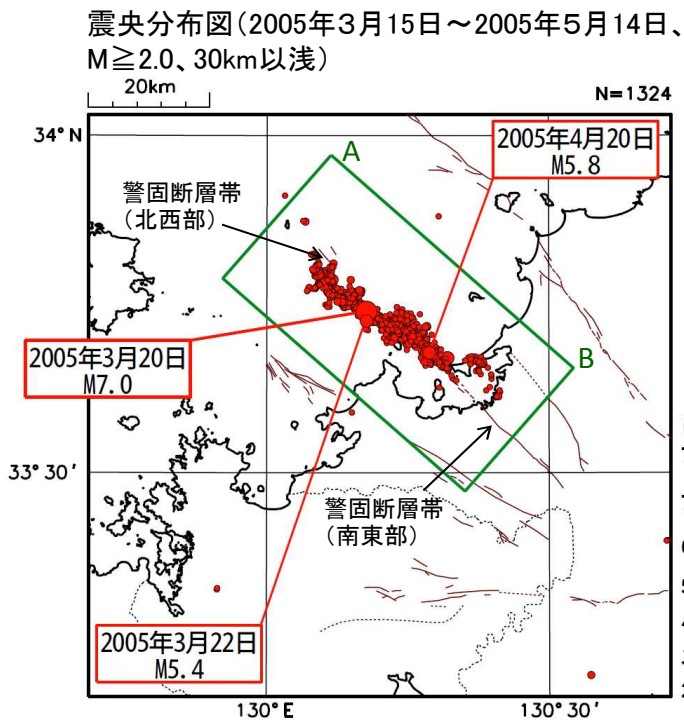 震央分布図(2005年3月15日～2005年5月14日、
M≧2.0、30km以浅)
20km
N=1324
34°N
2005年4月20日
M5.8
A
警固断層帯
(北西部)
2005年3月20日
M7.0
B
33°30′
警固断層帯
(南東部)
2005年3月22日
M5.4
130°E
130°30′